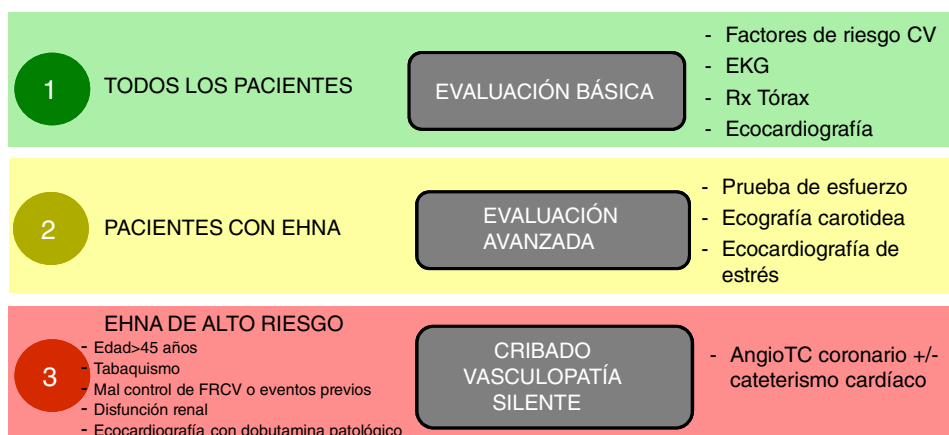 1
TODOS LOS PACIENTES
EVALUACIÓN BÁSICA
- Factores de riesgo CV
- EKG
- Rx Tórax
- Ecocardiografía
2
PACIENTES CON EHNA
EVALUACIÓN
AVANZADA
- Prueba de esfuerzo
- Ecografía carotidea
- Ecocardiografía de
estrés
3
EHNA DE ALTO RIESGO
- Edad>45 años
- Tabaquismo
- Mal control de FRCV o eventos previos
- Disfunción renal
- Ecocardiografía con dobutamina patológico
CRIBADO
VASCULOPATÍA
SILENTE
- AngioTC coronario +/-
cateterismo cardíaco